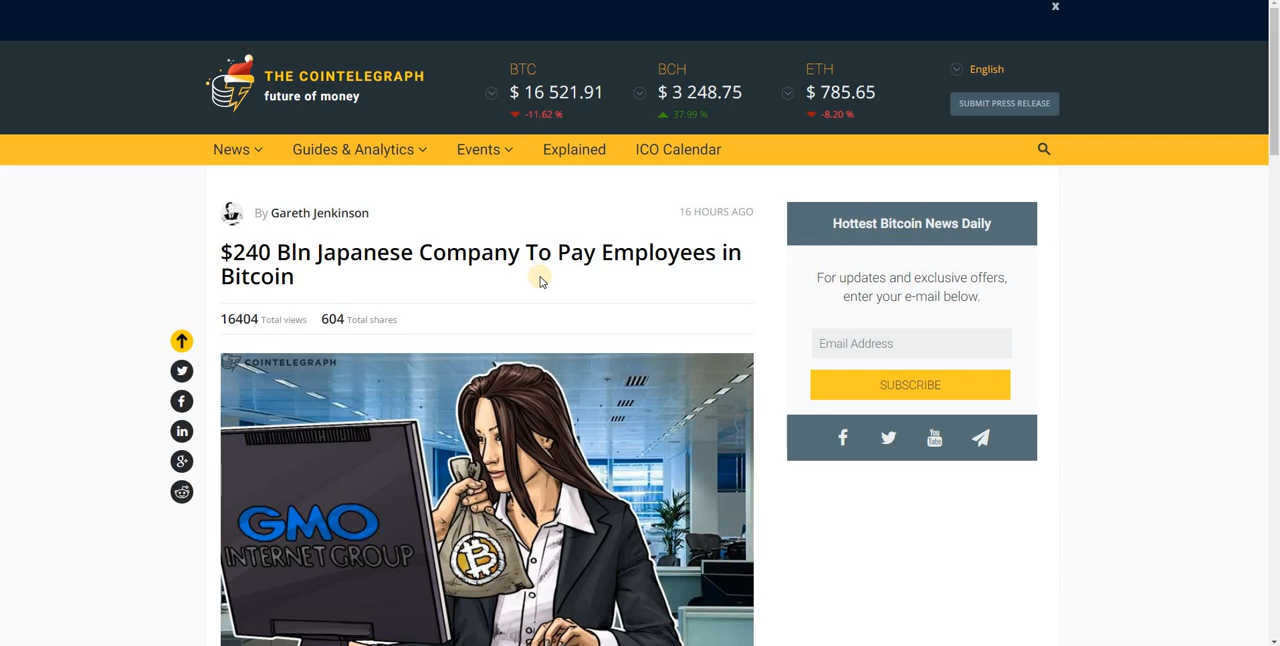 x
THE COINTELEGRAPH
future of money
BTC
$ 16 521.91
-11.62 %
BCH
$ 3 248.75
37.99 %
ETH
$ 785.65
-8.20 %
English
SUBMIT PRESS RELEASE
News
Guides & Analytics
Events
Explained
ICO Calendar
By Gareth Jenkinson
16 HOURS AGO
$240 Bln Japanese Company To Pay Employees in
Bitcoin
16404 Total views
604 Total shares
COINTELEGRAPH
GMO
INTERNET GROUP
Hottest Bitcoin News Daily
For updates and exclusive offers,
enter your e-mail below.
Email Address
SUBSCRIBE
You
Tube